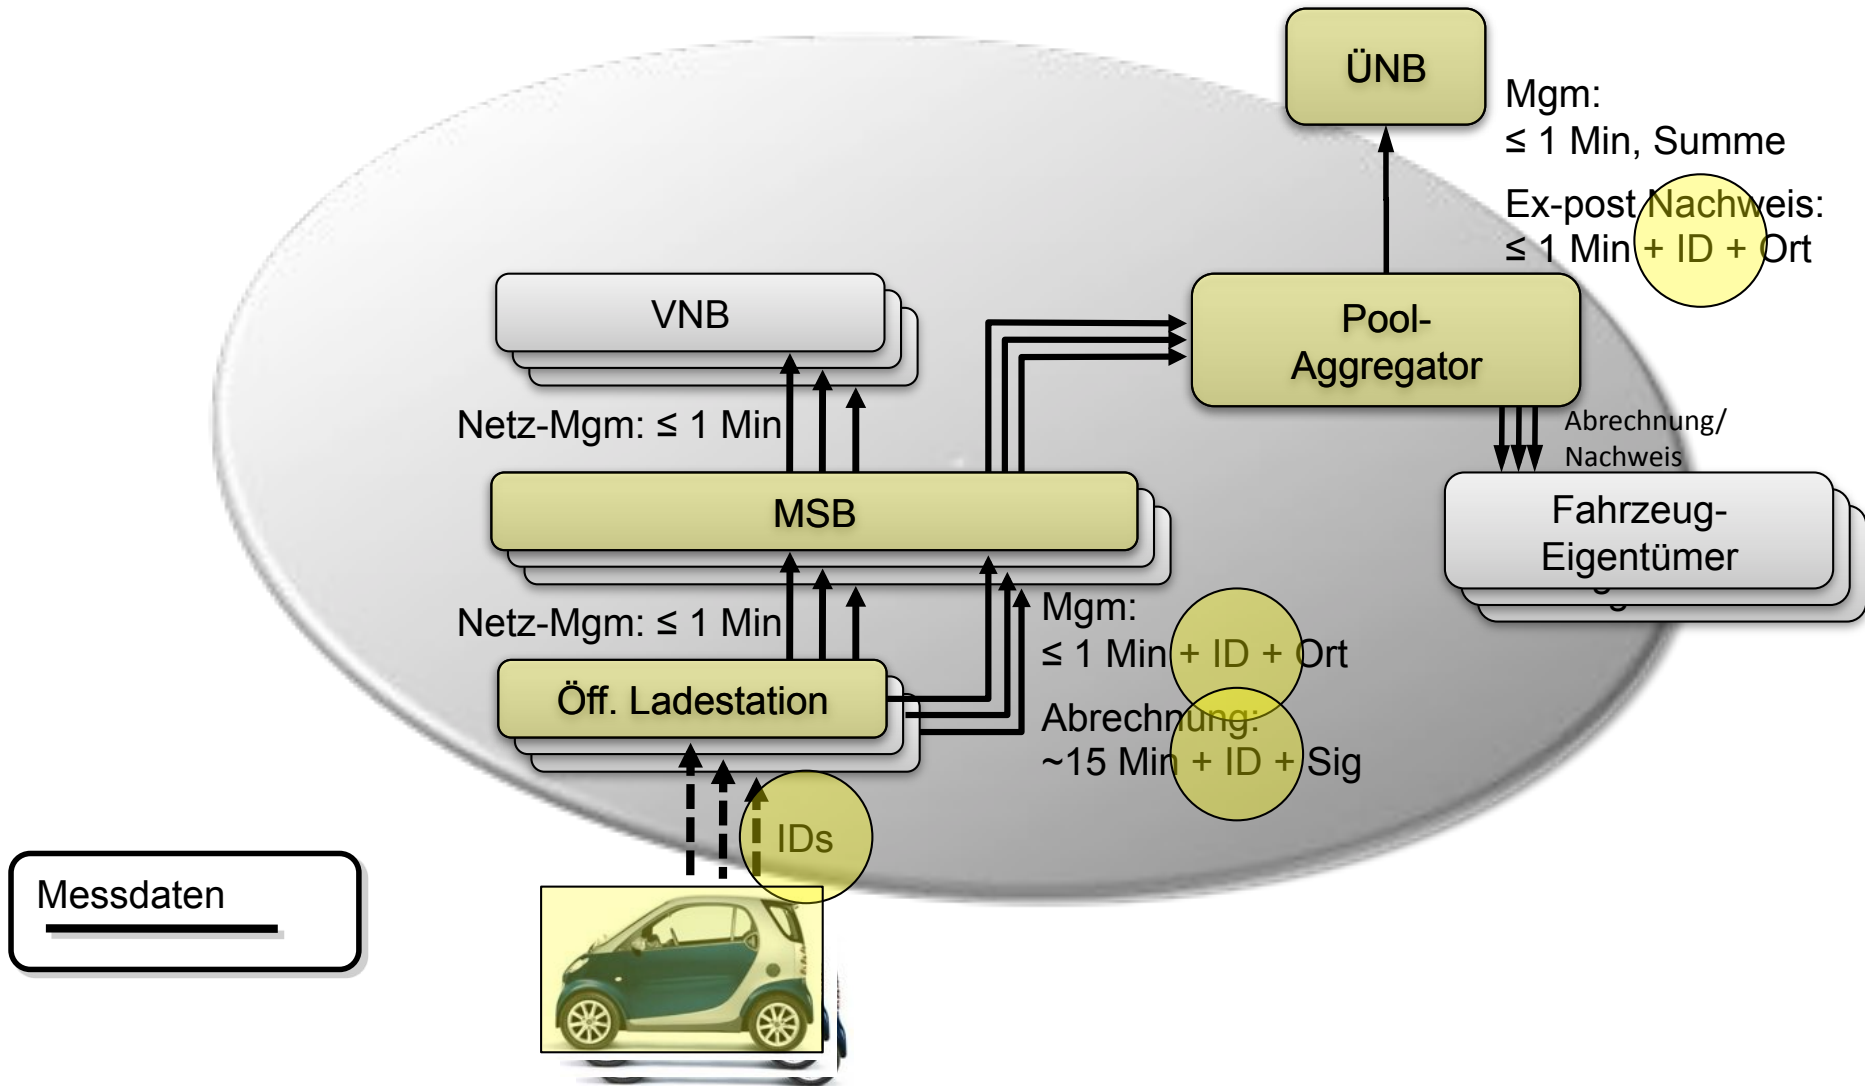 ÜNB
Mgm:
≤ 1 Min, Summe
Ex-post Nachweis:
≤ 1 Min + ID + Ort
VNB
Pool-
Aggregator
Netz-Mgm: ≤ 1 Min
Abrechnung/
Nachweis
MSB
Fahrzeug-
Eigentümer
Netz-Mgm: ≤ 1 Min
Mgm:
≤ 1 Min + ID + Ort
Öff. Ladestation
Abrechnung:
~15 Min + ID + Sig
IDs
Messdaten